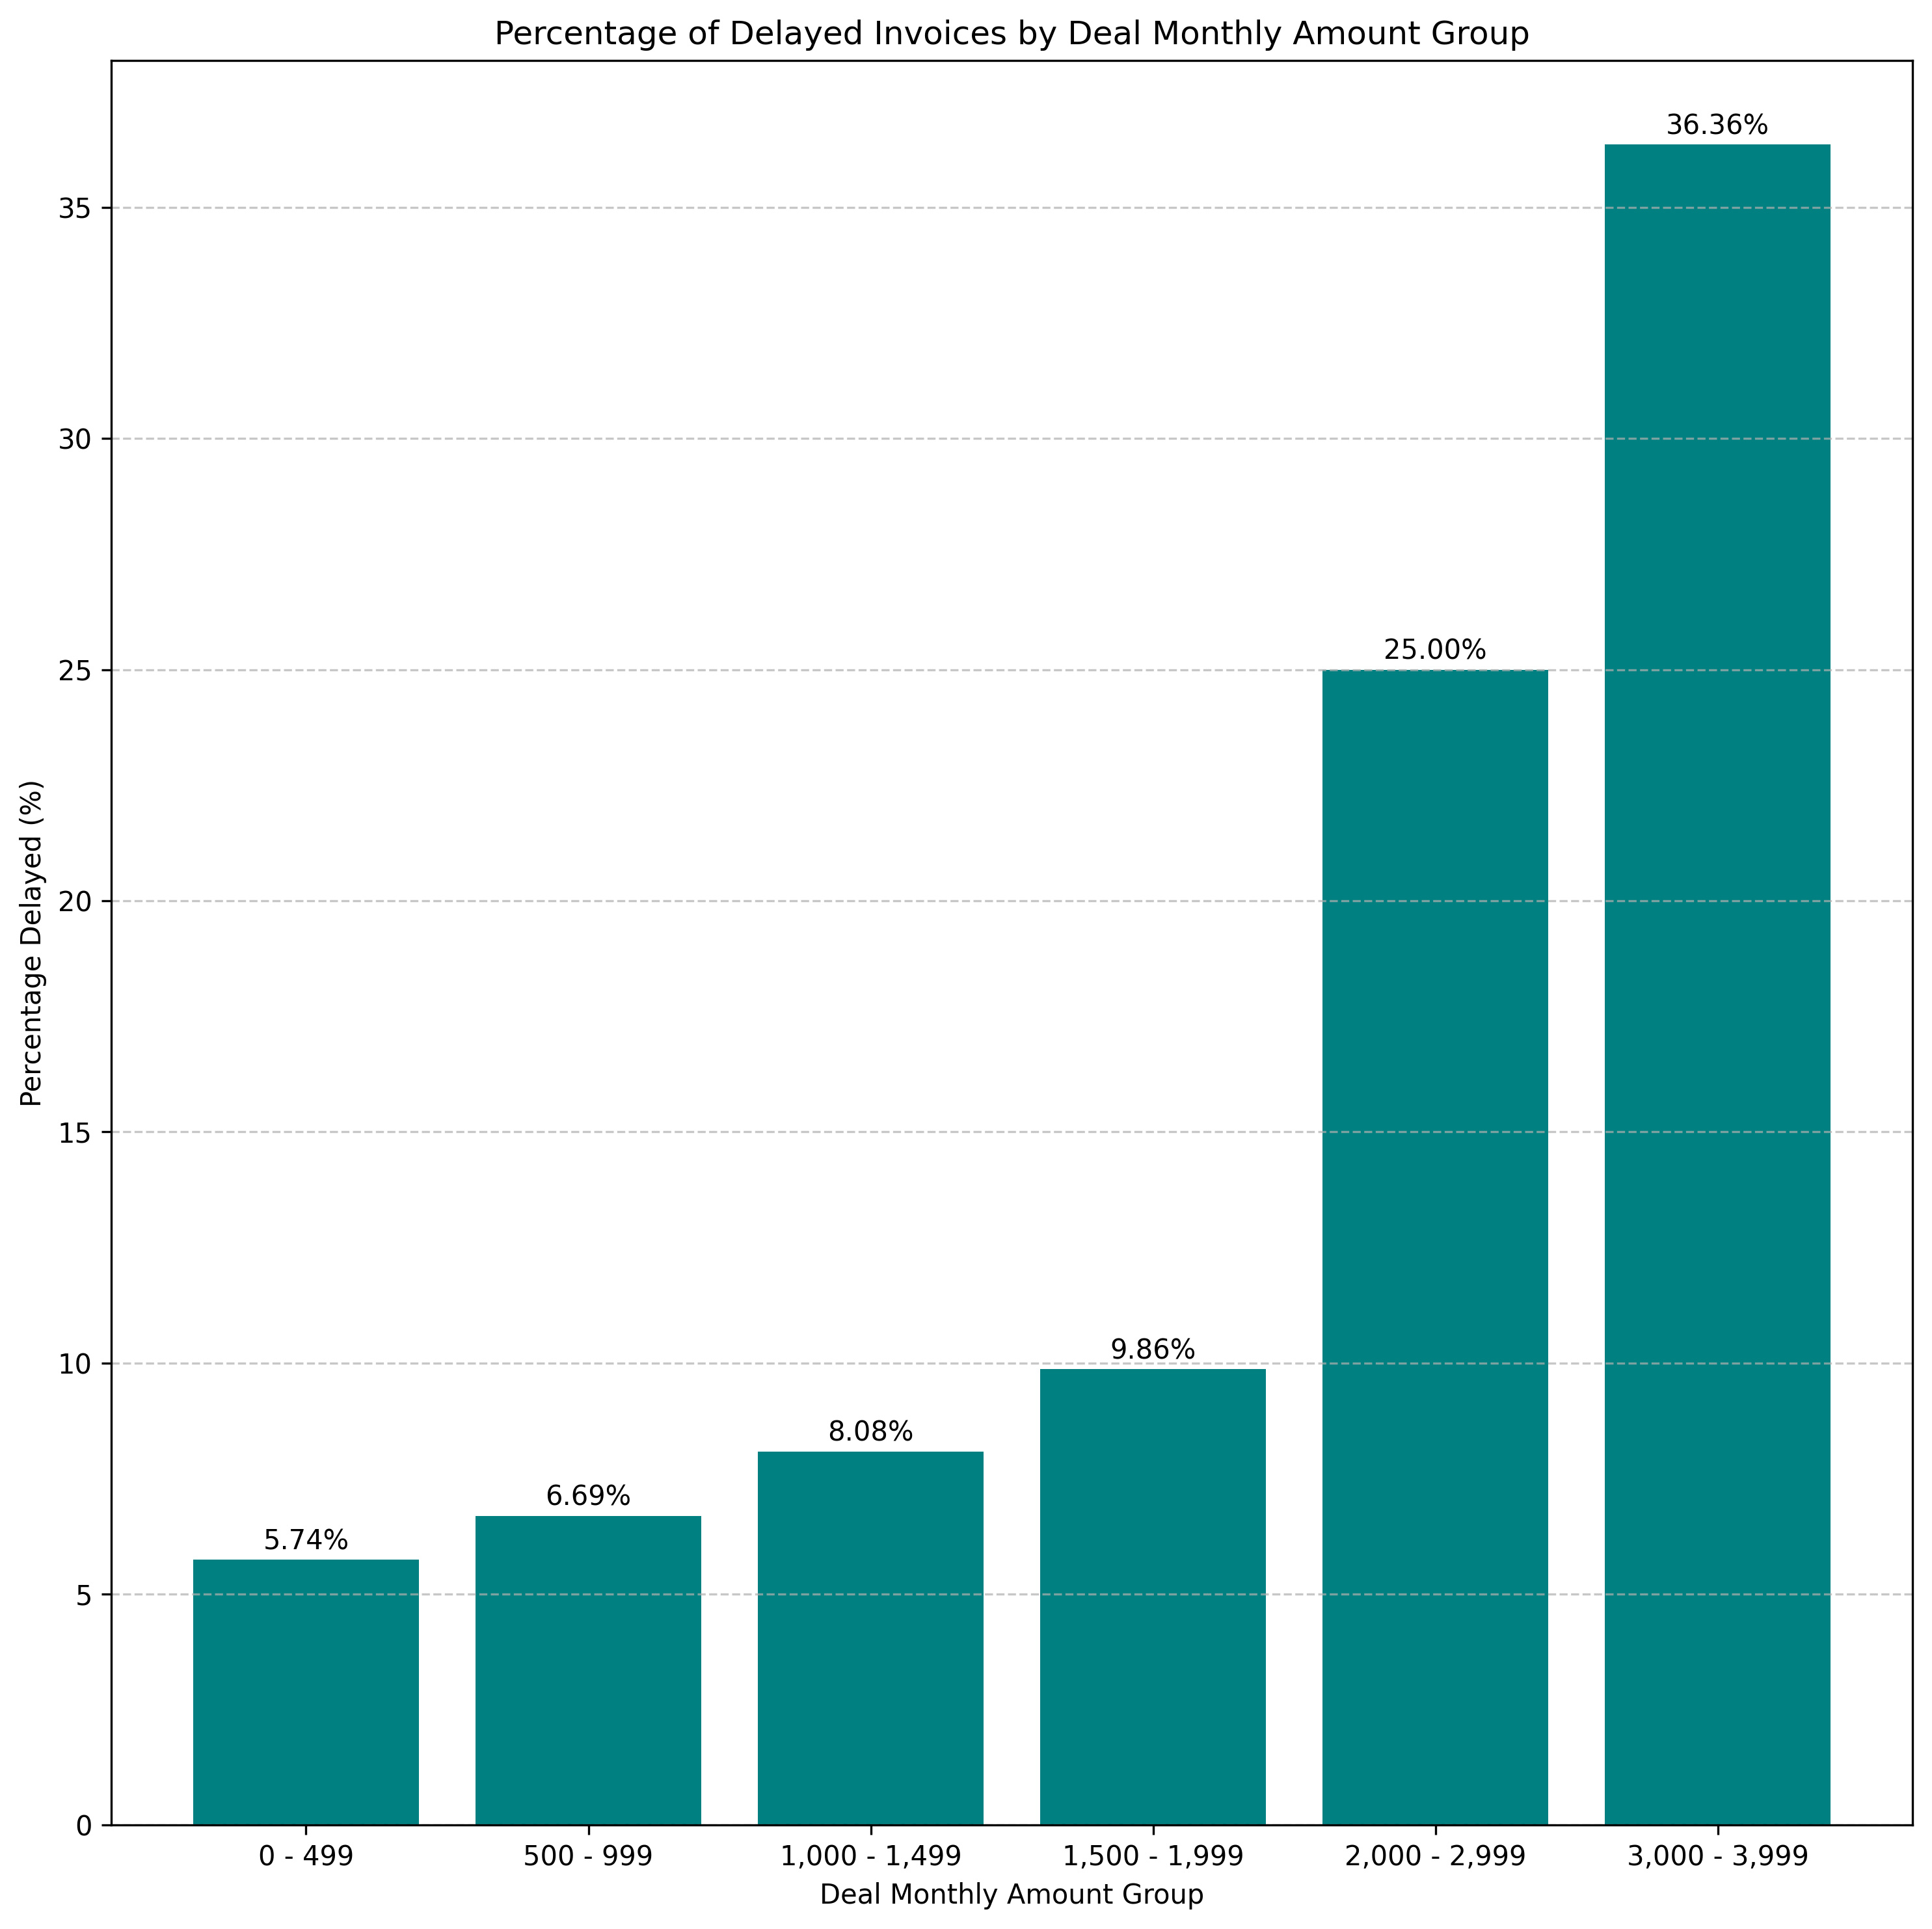 Percentage of Delayed Invoices by Deal Monthly Amount Group
Percentage Delayed (%)
35
30
25
20
15
10
5
0
5.74%
6.69%
8.08%
9.86%
25.00%
36.36%
0 - 499
500 - 999
1,000 - 1,499
1,500 - 1,999
2,000 - 2,999
3,000 - 3,999
Deal Monthly Amount Group